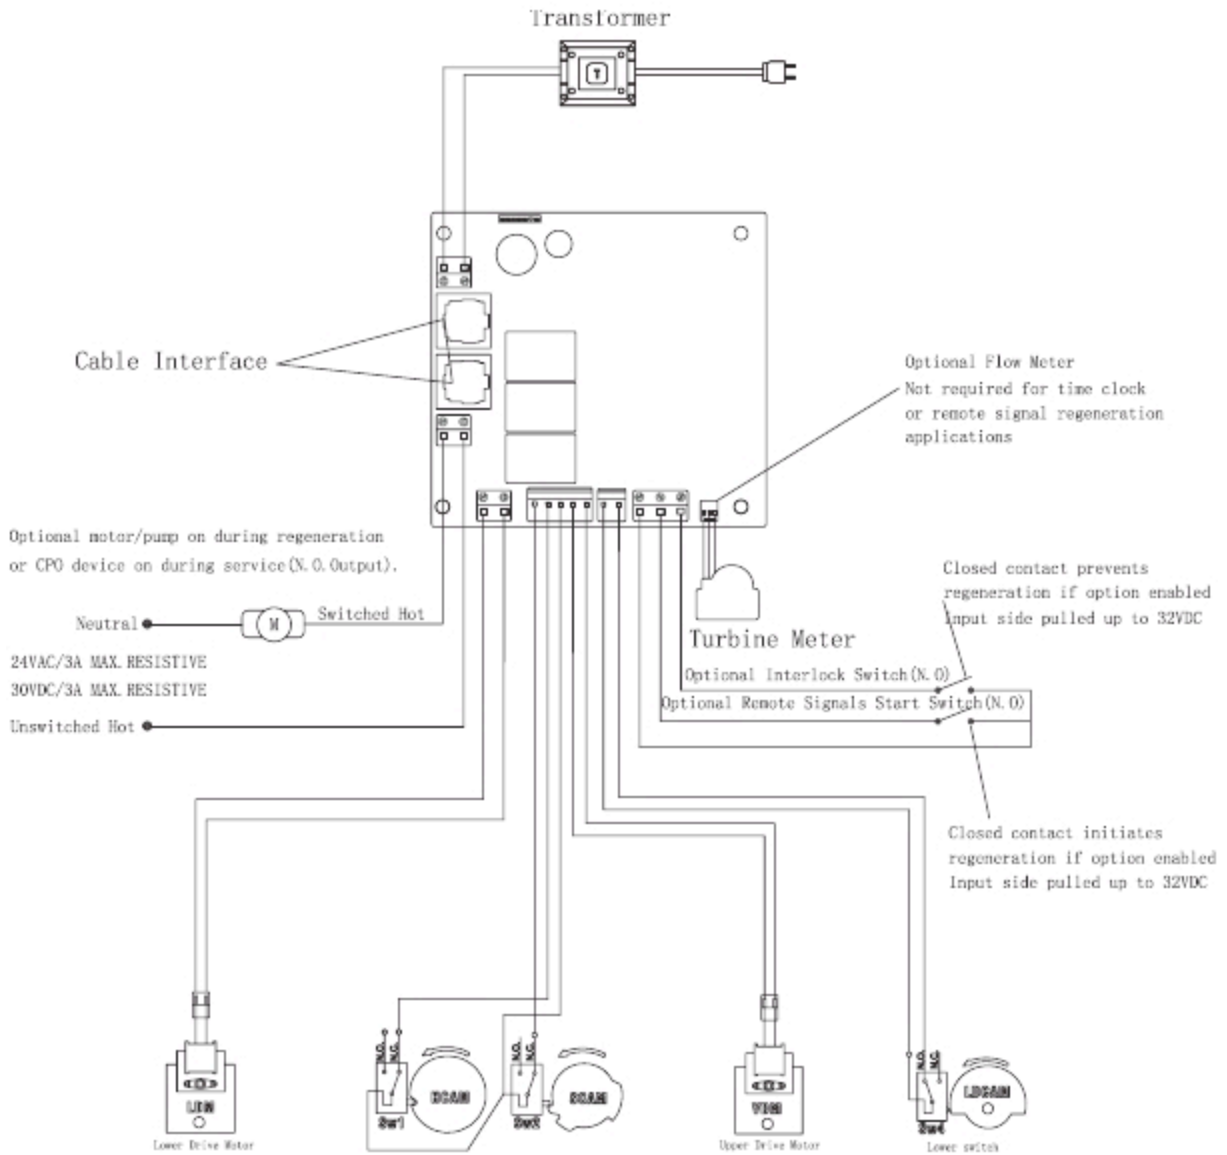 Transformer
T
Cable Interface
Optional Flow Meter
Not required for time clock
or remote signal regeneration
applications
Optional motor/pump on during regeneration
or CPO device on during service(N.O.Output).
Closed contact prevents
regeneration if option enabled
Input side pulled up to 32VDC
Neutral
M
Switched Hot
Turbine Meter
24VAC/3A MAX.RESISTIVE
30VDC/3A MAX.RESISTIVE
Optional Interlock Switch(N.O)
Optional Remote Signals Start Switch(N.O)
Unswitched Hot
Closed contact initiates
regeneration if option enabled
Input side pulled up to 32VDC
N.O.
N.C.
N.O.
N.C.
N.O.
N.C.
LDM
SCAM
LDCAM
Sw1
Sw2
Sw4
Lower Drive Motor
Upper Drive Motor
Lower switch